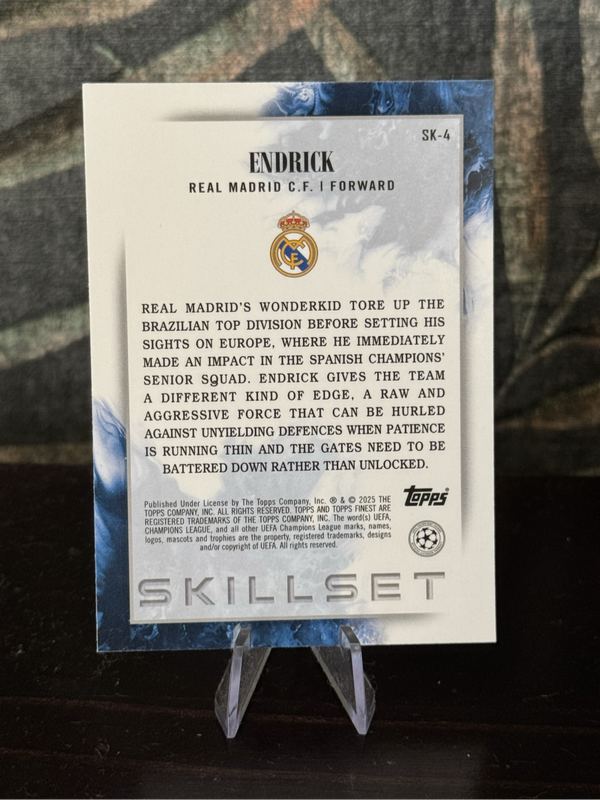 SK-4
ENDRICK
REAL MADRID C.F. | FORWARD
REAL MADRID'S WONDERKID TORE UP THE
BRAZILIAN TOP DIVISION BEFORE SETTING HIS
SIGHTS ON EUROPE, WHERE HE IMMEDIATELY
MADE AN IMPACT IN THE SPANISH CHAMPIONS'
SENIOR SQUAD. ENDRICK GIVES THE TEAM
A DIFFERENT KIND OF EDGE, A RAW AND
AGGRESSIVE FORCE THAT CAN BE HURLED
AGAINST UNYIELDING DEFENCES WHEN PATIENCE
IS RUNNING THIN AND THE GATES NEED TO BE
BATTERED DOWN RATHER THAN UNLOCKED.
Published Under License by The Topps Company, Inc. ® & © 2025 THE
TOPPS COMPANY, INC. ALL RIGHTS RESERVED. TOPPS AND TOPPS FINEST ARE
REGISTERED TRADEMARKS OF THE TOPPS COMPANY, INC. The word(s) UEFA,
CHAMPIONS LEAGUE, and all other UEFA Champions League marks, names,
logos, mascots and trophies are the property, registered trademarks, designs
and/or copyright of UEFA. All rights reserved.
Topps
SKILLSET